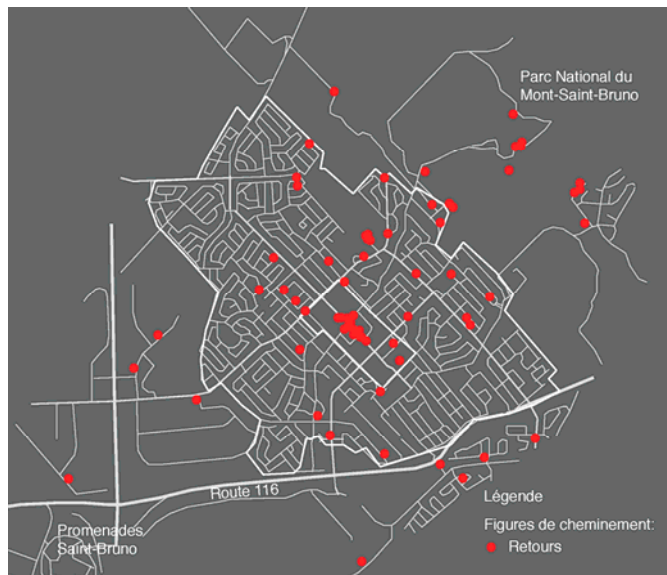 Parc National du
Mont-Saint-Bruno
Route 116
Promenades
Saint-Bruno
Légende
Figures de cheminement:
Retours